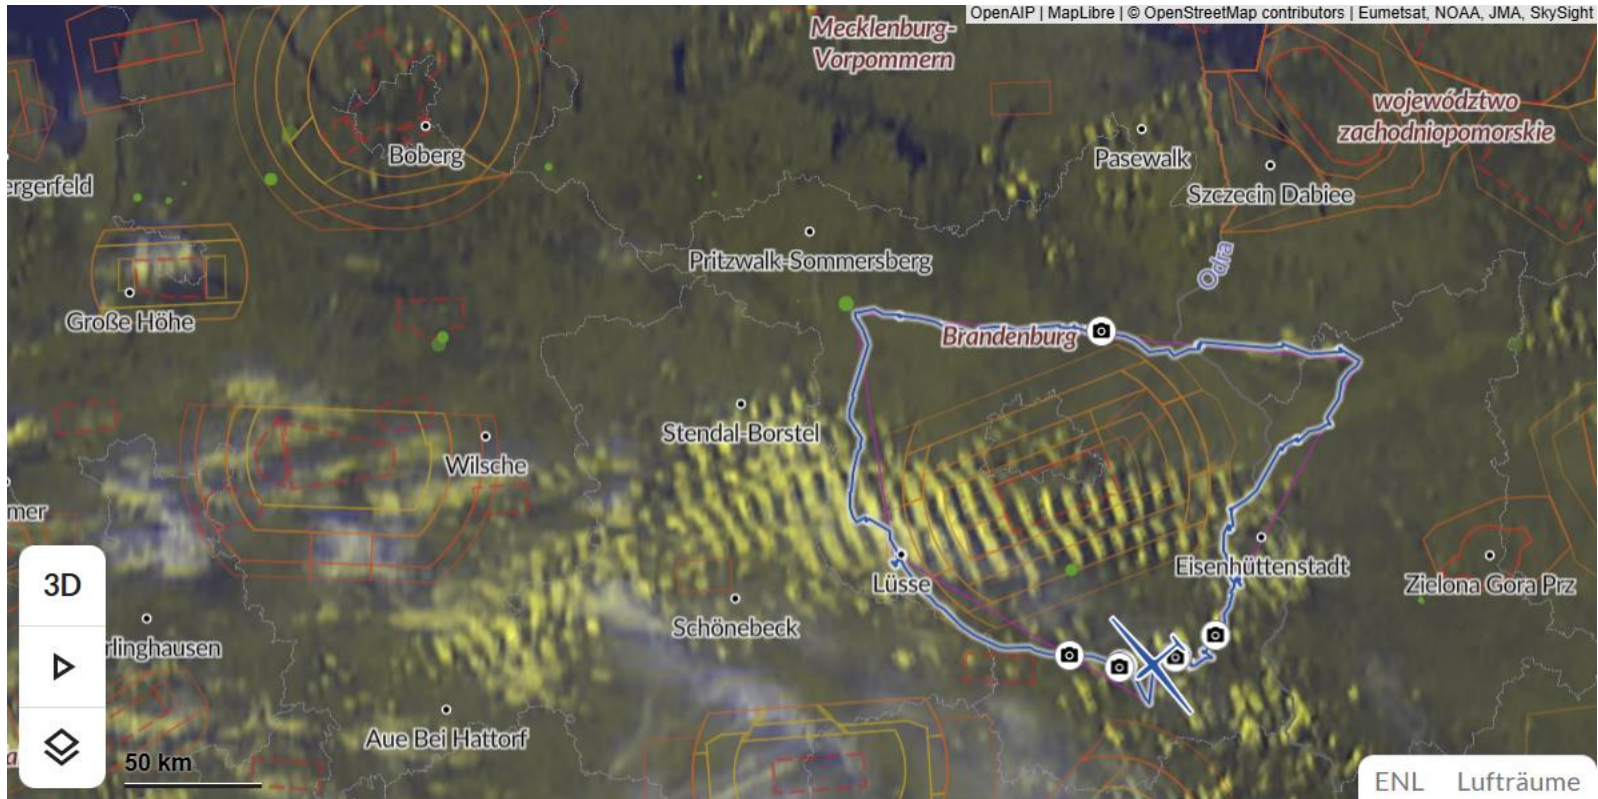 OpenAIP | MapLibre | © OpenStreetMap contributors | Eumetsat, NOAA, JMA, SkySight
Mecklenburg-
Vorpommern
województwo
zachodniopomorskie
Boberg
Pasewalk
ergerfeld
Szczecin Dabiee
Pritzwalk-Sommersberg
Odra
Große Höhe
Brandenburg
Stendal-Borstel
Wilsche
mer
Eisenhüttenstadt
Lüsse
Zielona Gora Prz
3D
Schönebeck
rlinghausen
Aue Bei Hattorf
50 km
ENL Lufträume